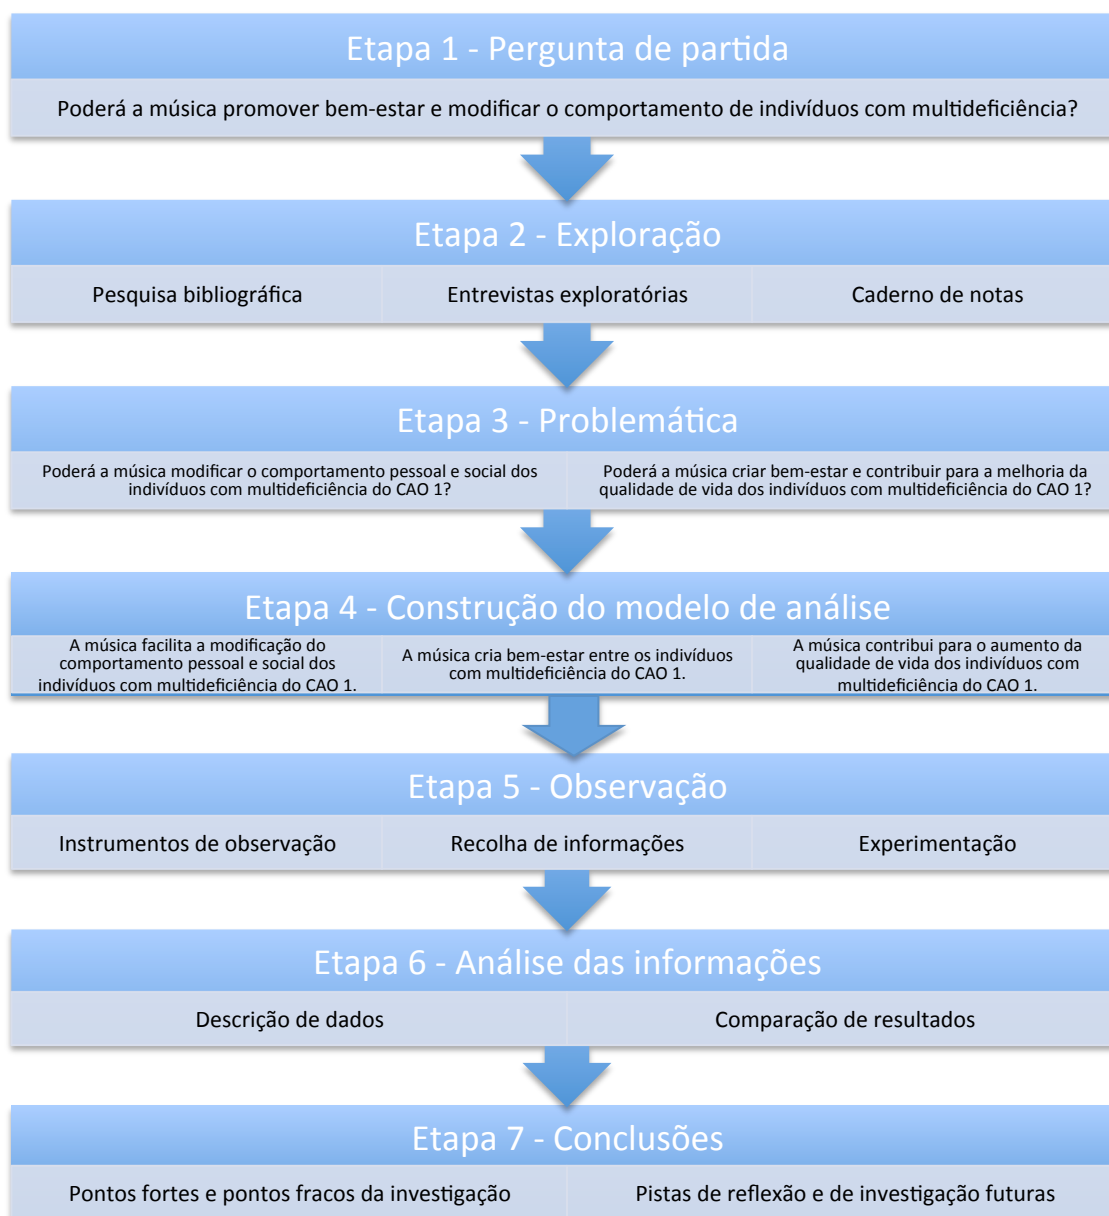 Etapa 1 - Pergunta de partida
Poderá a música promover bem-estar e modificar o comportamento de indivíduos com multideficiência?
Etapa 2 - Exploração
Pesquisa bibliográfica
Entrevistas exploratórias
Caderno de notas
Etapa 3 - Problemática
Poderá a música modificar o comportamento pessoal e social dos
indivíduos com multideficiência do CAO 1?
Poderá a música criar bem-estar e contribuir para a melhoria da
qualidade de vida dos indivíduos com multideficiência do CAO 1?
Etapa 4 - Construção do modelo de análise
A música facilita a modificação do
comportamento pessoal e social dos
indivíduos com multideficiência do CAO 1.
A música cria bem-estar entre os indivíduos
com multideficiência do CAO 1.
A música contribui para o aumento da
qualidade de vida dos indivíduos com
multideficiência do CAO 1.
Etapa 5 - Observação
Instrumentos de observação
Recolha de informações
Experimentação
Etapa 6 - Análise das informações
Descrição de dados
Comparação de resultados
Etapa 7 - Conclusões
Pontos fortes e pontos fracos da investigação
Pistas de reflexão e de investigação futuras